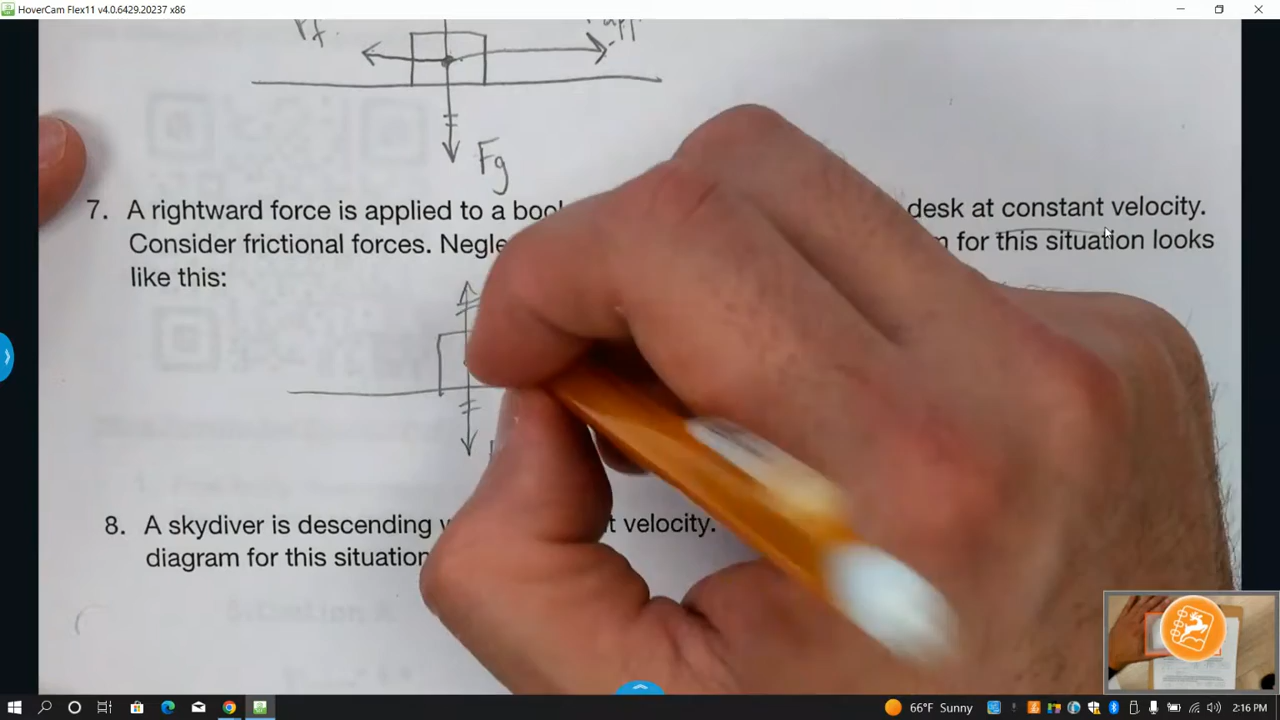 HoverCam Flex11 v4.0.6429.20237 x86
Ff
Fg
7. A rightward force is applied to a desk at constant velocity.
Consider frictional forces. for this situation looks
like this:
8. A skydiver is descending velocity.
diagram for this situation
66°F Sunny
2:16 PM